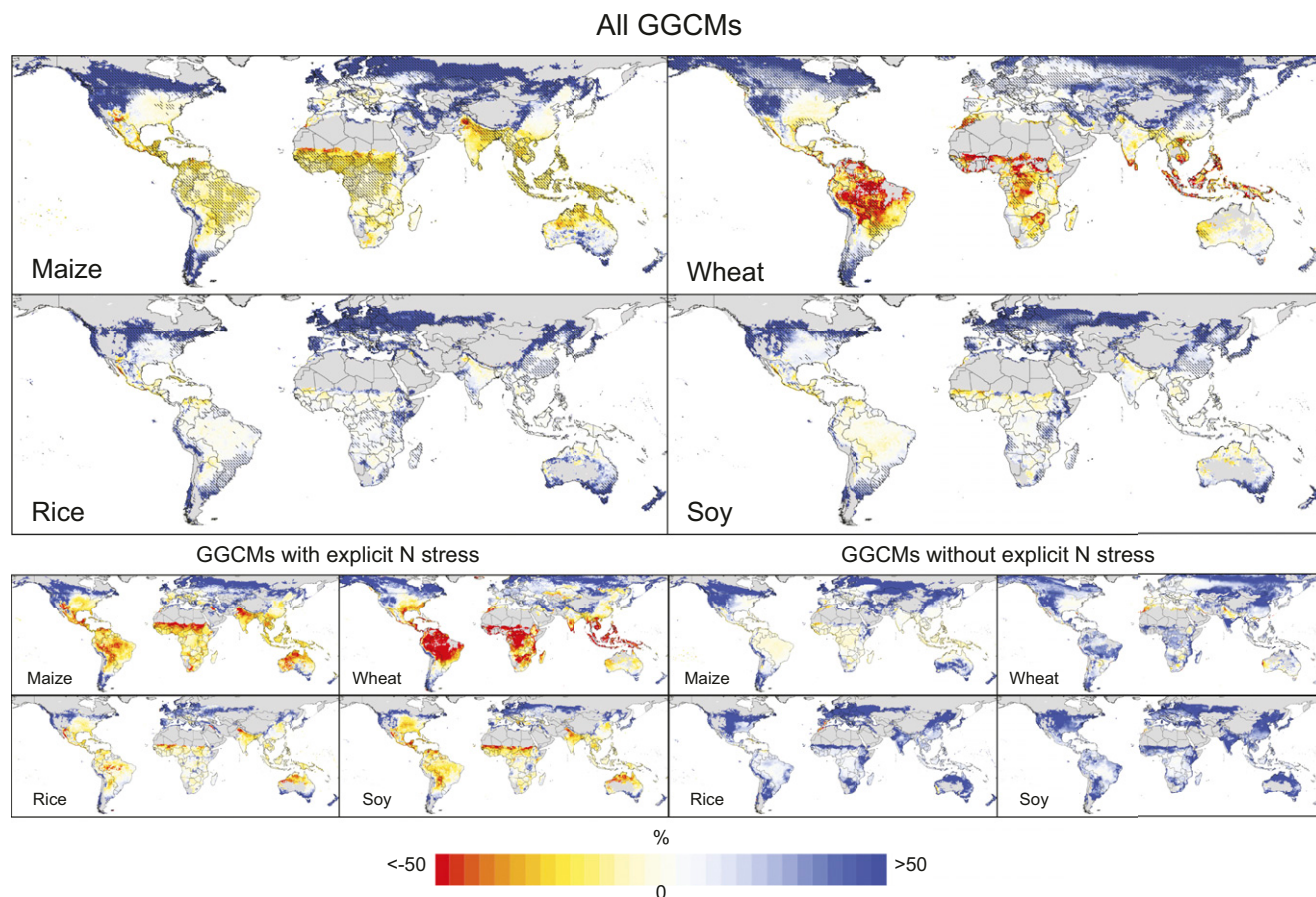 All GGCMs
Maize
Wheat
Rice
Soy
GGCMs with explicit N stress
GGCMs without explicit N stress
Maize
Wheat
Maize
Wheat
Rice
Soy
Rice
Soy
%
<-50
>50
0